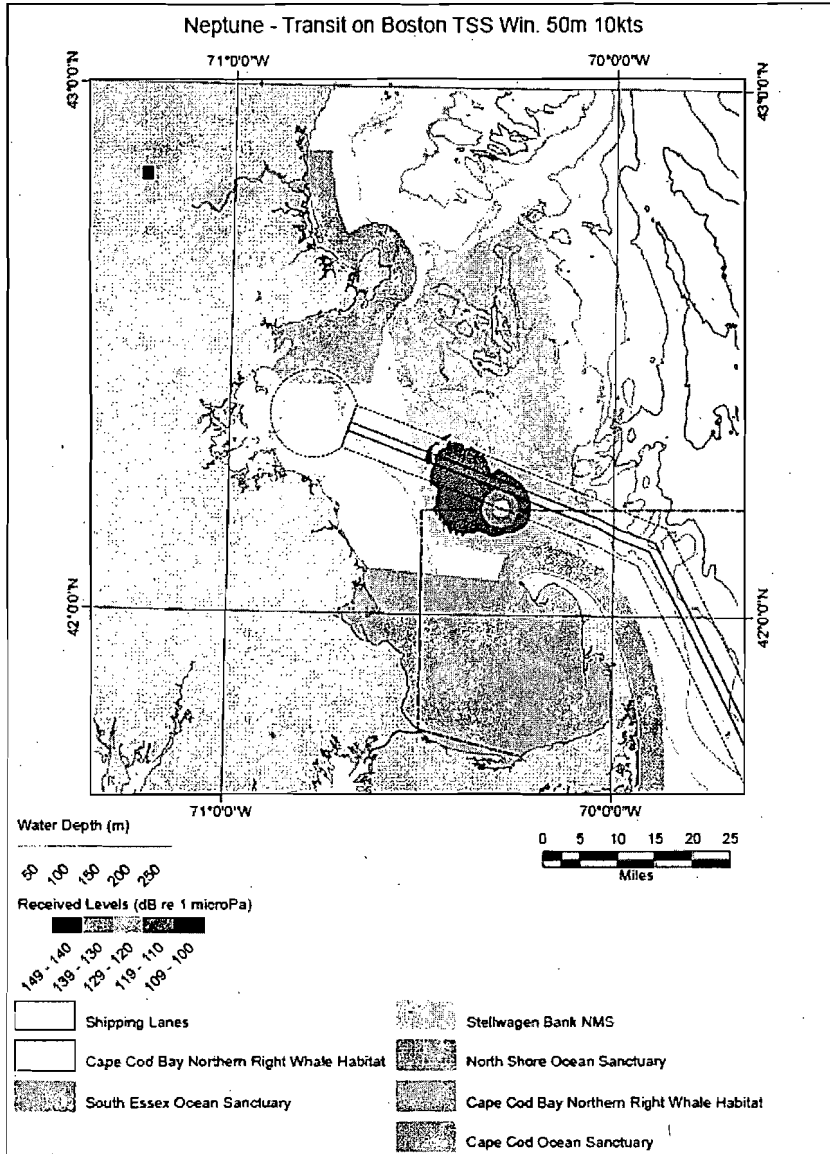 Neptune - Transit on Boston TSS Win. 50m 10kts
71°0'0"W 70°0'0"W
43°0'0"N 43°0'0"N
42°0'0"N 42°0'0"N
71°0'0"W 70°0'0"W
Water Depth (m)
50 100 150 200 250
0 5 10 15 20 25
Miles
Received Levels (dB re 1 microPa)
149 - 140 139 - 130 129 - 120 119 - 110 109 - 100
Shipping Lanes
Cape Cod Bay Northern Right Whale Habitat
South Essex Ocean Sanctuary
Stellwagen Bank NMS
North Shore Ocean Sanctuary
Cape Cod Bay Northern Right Whale Habitat
Cape Cod Ocean Sanctuary